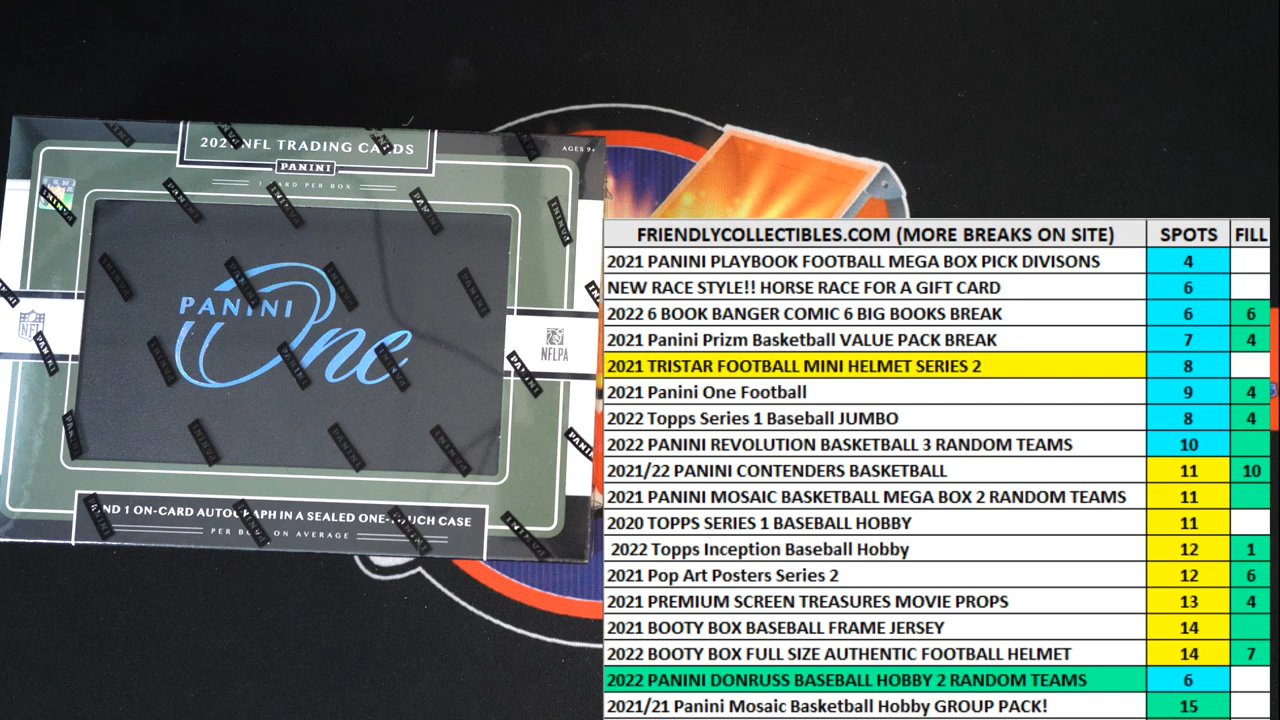 2021 NFL TRADING CARDS
AGES 9+
PANINI
1 CARD PER BOX
PANINI
One
NFL
NFLPA
FIND 1 ON-CARD AUTOGRAPH IN A SEALED ONE-TOUCH CASE
PER BOX ON AVERAGE
PANINI
FRIENDLYCOLLECTIBLES.COM (MORE BREAKS ON SITE) SPOTS FILL
2021 PANINI PLAYBOOK FOOTBALL MEGA BOX PICK DIVISONS 4
NEW RACE STYLE!! HORSE RACE FOR A GIFT CARD 6
2022 6 BOOK BANGER COMIC 6 BIG BOOKS BREAK 6 6
2021 Panini Prizm Basketball VALUE PACK BREAK 7 4
2021 TRISTAR FOOTBALL MINI HELMET SERIES 2 8
2021 Panini One Football 9 4
2022 Topps Series 1 Baseball JUMBO 8 4
2022 PANINI REVOLUTION BASKETBALL 3 RANDOM TEAMS 10
2021/22 PANINI CONTENDERS BASKETBALL 11 10
2021 PANINI MOSAIC BASKETBALL MEGA BOX 2 RANDOM TEAMS 11
2020 TOPPS SERIES 1 BASEBALL HOBBY 11
2022 Topps Inception Baseball Hobby 12 1
2021 Pop Art Posters Series 2 12 6
2021 PREMIUM SCREEN TREASURES MOVIE PROPS 13 4
2021 BOOTY BOX BASEBALL FRAME JERSEY 14
2022 BOOTY BOX FULL SIZE AUTHENTIC FOOTBALL HELMET 14 7
2022 PANINI DONRUSS BASEBALL HOBBY 2 RANDOM TEAMS 6
2021/21 Panini Mosaic Basketball Hobby GROUP PACK! 15